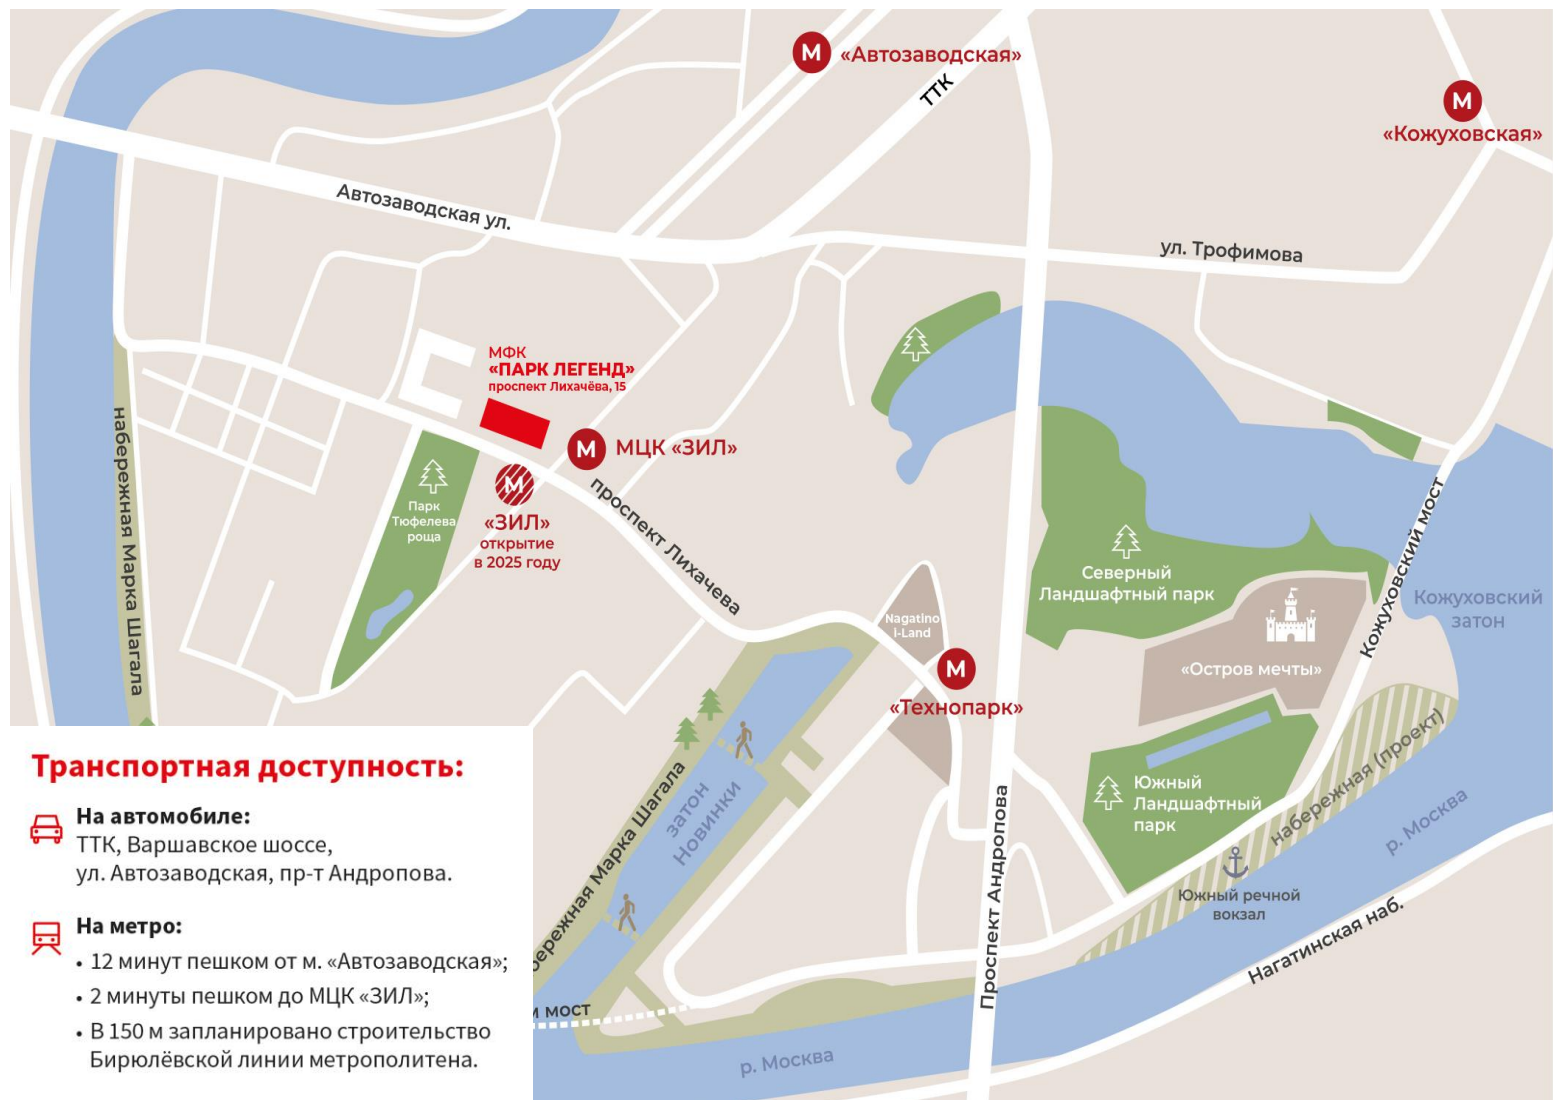 М
«Автозаводская»
ТТК
М
«Кожуховская»
Автозаводская ул.
ул. Трофимова
МФК
«ПАРК ЛЕГЕНД»
проспект Лихачёва, 15
М
МЦК «ЗИЛ»
М
«ЗИЛ»
открытие
в 2025 году
Парк
Тюфелева
роща
набережная Марка Шагала
проспект Лихачева
Северный
Ландшафтный парк
Кожуховский мост
Кожуховский
затон
Nagatino
i-Land
М
«Технопарк»
«Остров мечты»
Южный
Ландшафтный
парк
набережная (проект)
р. Москва
затон
Новинки
бережная Марка Шагала
Проспект Андропова
Южный речной
вокзал
Нагатинская наб.
мост
р. Москва
Транспортная доступность:
На автомобиле:
ТТК, Варшавское шоссе,
ул. Автозаводская, пр-т Андропова.
На метро:
• 12 минут пешком от м. «Автозаводская»;
• 2 минуты пешком до МЦК «ЗИЛ»;
• В 150 м запланировано строительство
Бирюлёвской линии метрополитена.